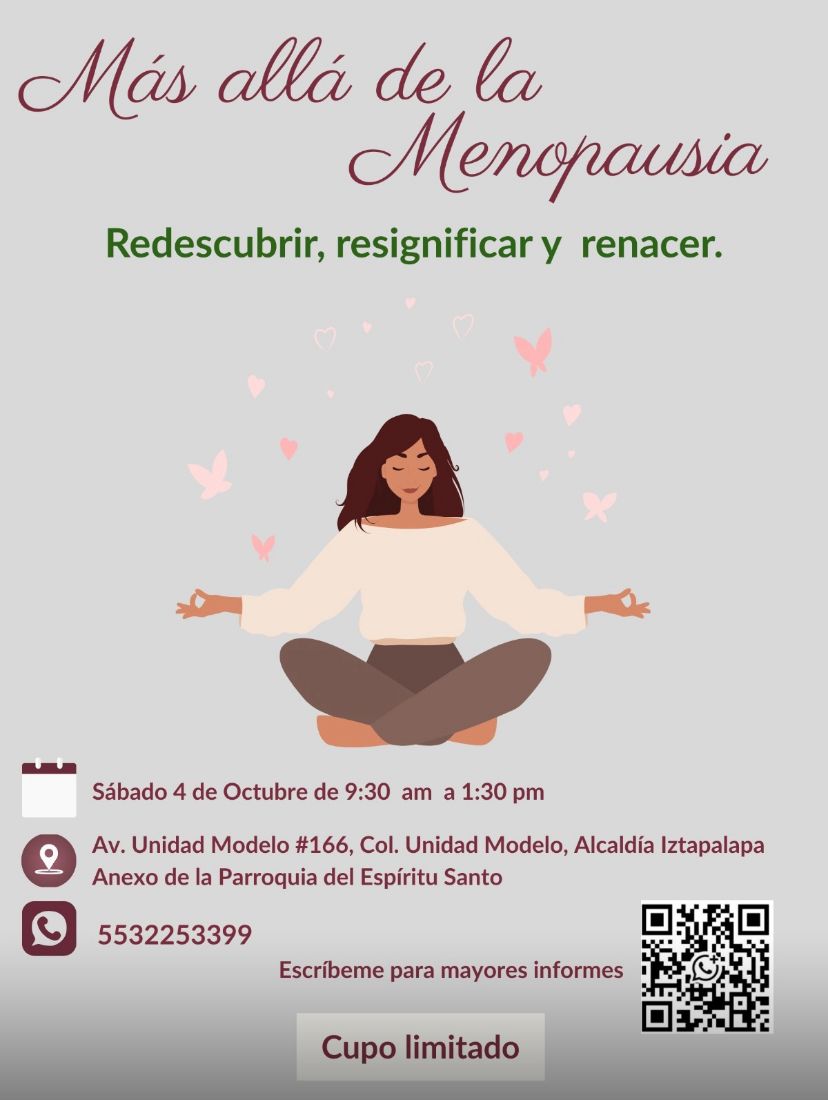 Más allá de la
Menopausia
Redescubrir, resignificar y renacer.
Sábado 4 de Octubre de 9:30 am a 1:30 pm
Av. Unidad Modelo #166, Col. Unidad Modelo, Alcaldía Iztapalapa
Anexo de la Parroquia del Espíritu Santo
5532253399
Escríbeme para mayores informes
Cupo limitado